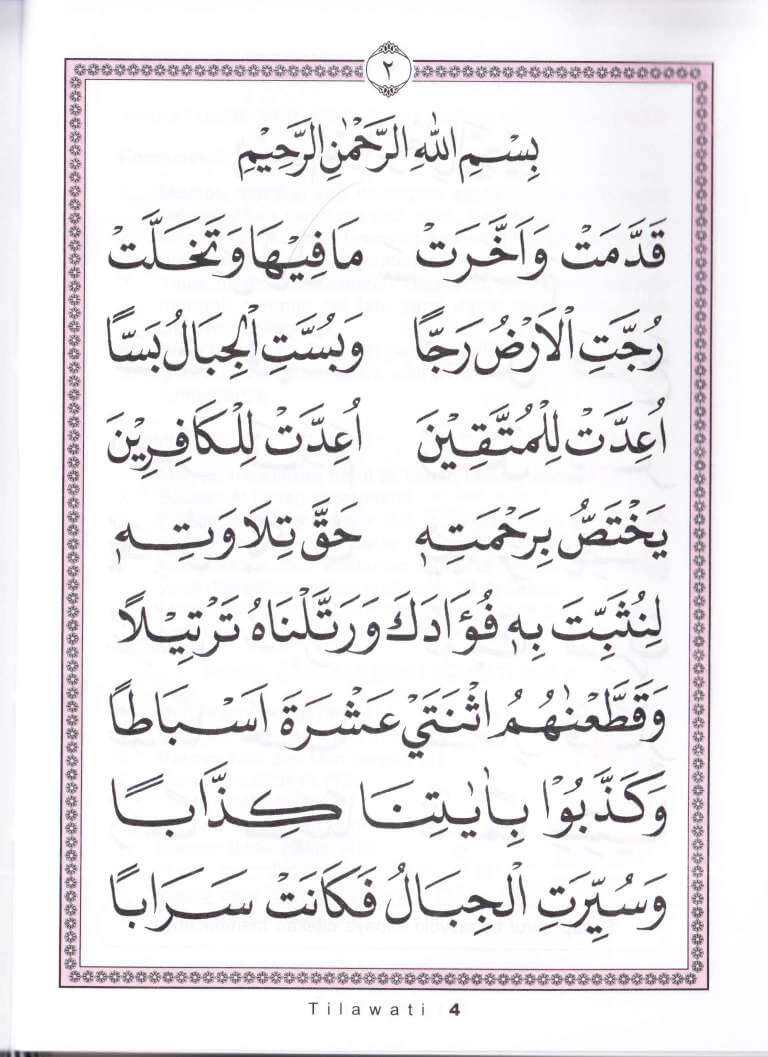 ٢
بِسْمِ اللهِ الرَّحْمٰنِ الرَّحِيْمِ
قَدَّمَتْ وَاَخَّرَتْ مَا فِيْهَا وَتَخَلَّتْ
رُجَّتِ الْاَرْضُ رَجًّا وَبُسَّتِ الْجِبَالُ بَسًّا
اُعِدَّتْ لِلْمُتَّقِيْنَ اُعِدَّتْ لِلْكَافِرِيْنَ
يَخْتَصُّ بِرَحْمَتِهٖ حَقَّ تِلَاوَتِهٖ
لِنُثَبِّتَ بِهٖ فُؤَادَكَ وَرَتَّلْنَاهُ تَرْتِيْلًا
وَقَطَّعْنٰهُمُ اثْنَتَيْ عَشْرَةَ اَسْبَاطًا
وَكَذَّبُوْا بِاٰيٰتِنَا كِذَّابًا
وَسُيِّرَتِ الْجِبَالُ فَكَانَتْ سَرَابًا
Tilawati 4